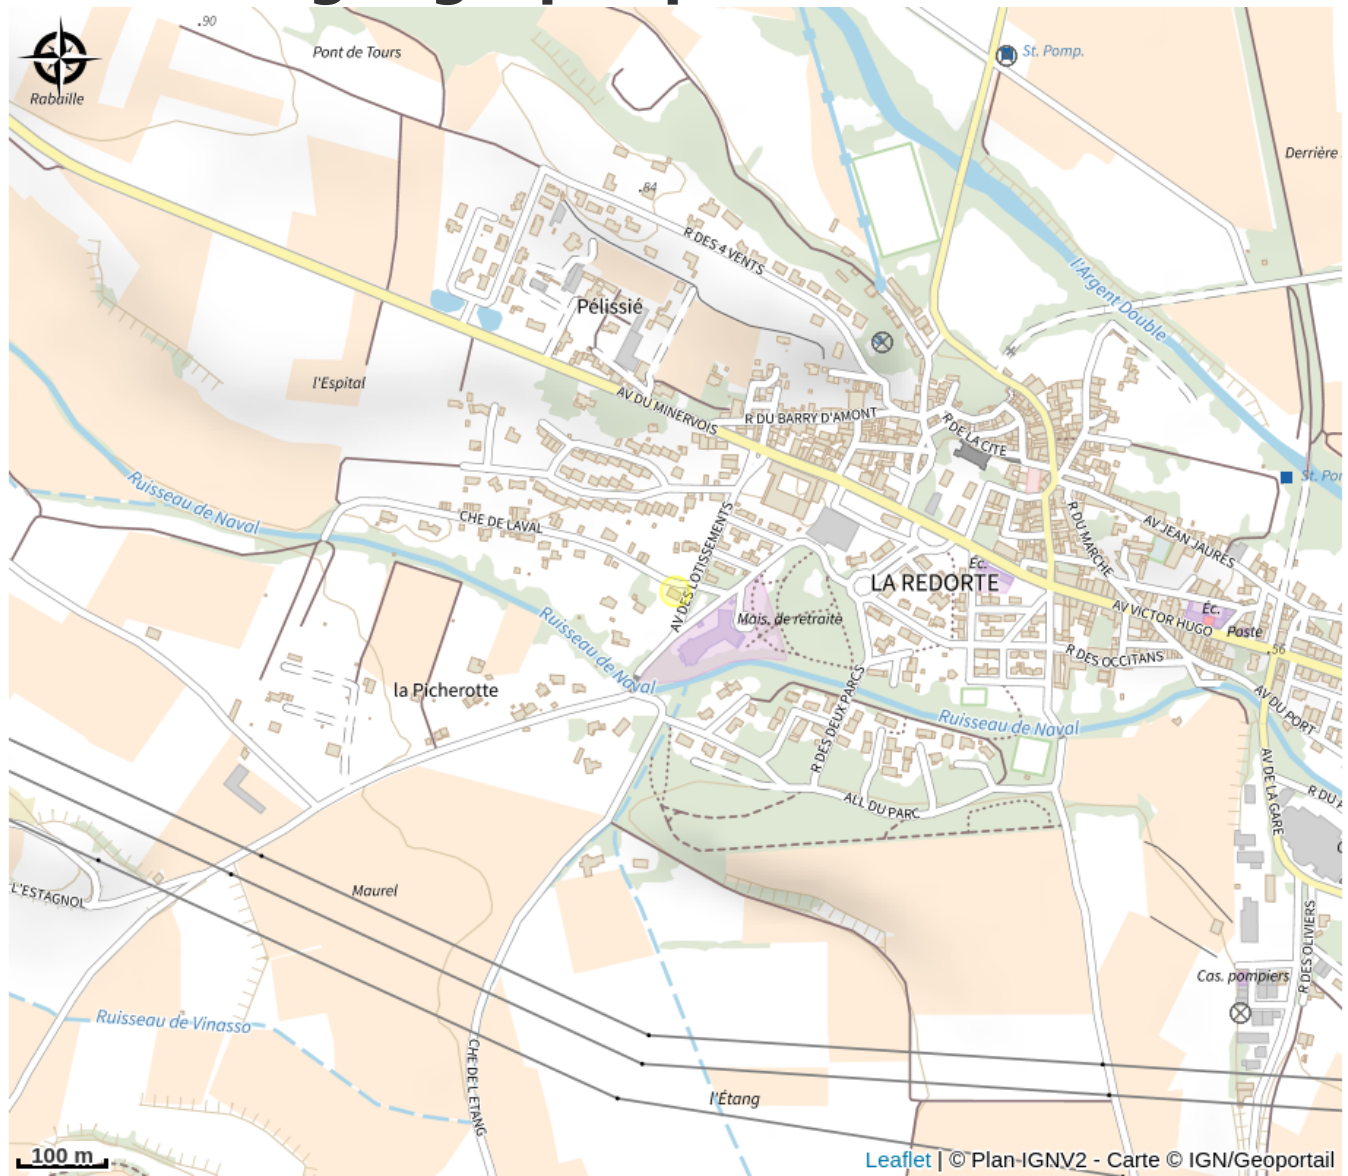 .90
Pont de Tours
St. Pomp.
Rabaille
Derrière
.84
R DES 4 VENTS
l'Argent Double
Pélissié
l'Espital
AV DU MINERVOIS
R DU BARRY D'AMONT
R DE LA CITE
Ruisseau de Naval
St. Por
CHE DE LAVAL
AV DES LOTISSEMENTS
R DU MARCHE
AV JEAN JAURES
Éc.
LA REDORTE
Mais. de retraite
AV VICTOR HUGO
Éc.
Poste
.56
Ruisseau de Naval
R DES OCCITANS
la Picherotte
R DES DEUX PARCS
Ruisseau de Naval
AV DU PORT
AV DE LA GARE
R DU P
ALL DU PARC
L'ESTAGNOL
Maurel
R DES OLIVIERS
Cas. pompiers
Ruisseau de Vinasso
CHE DE L'ETANG
l'Étang
100 m
Leaflet | © Plan IGNV2 - Carte © IGN/Geoportail